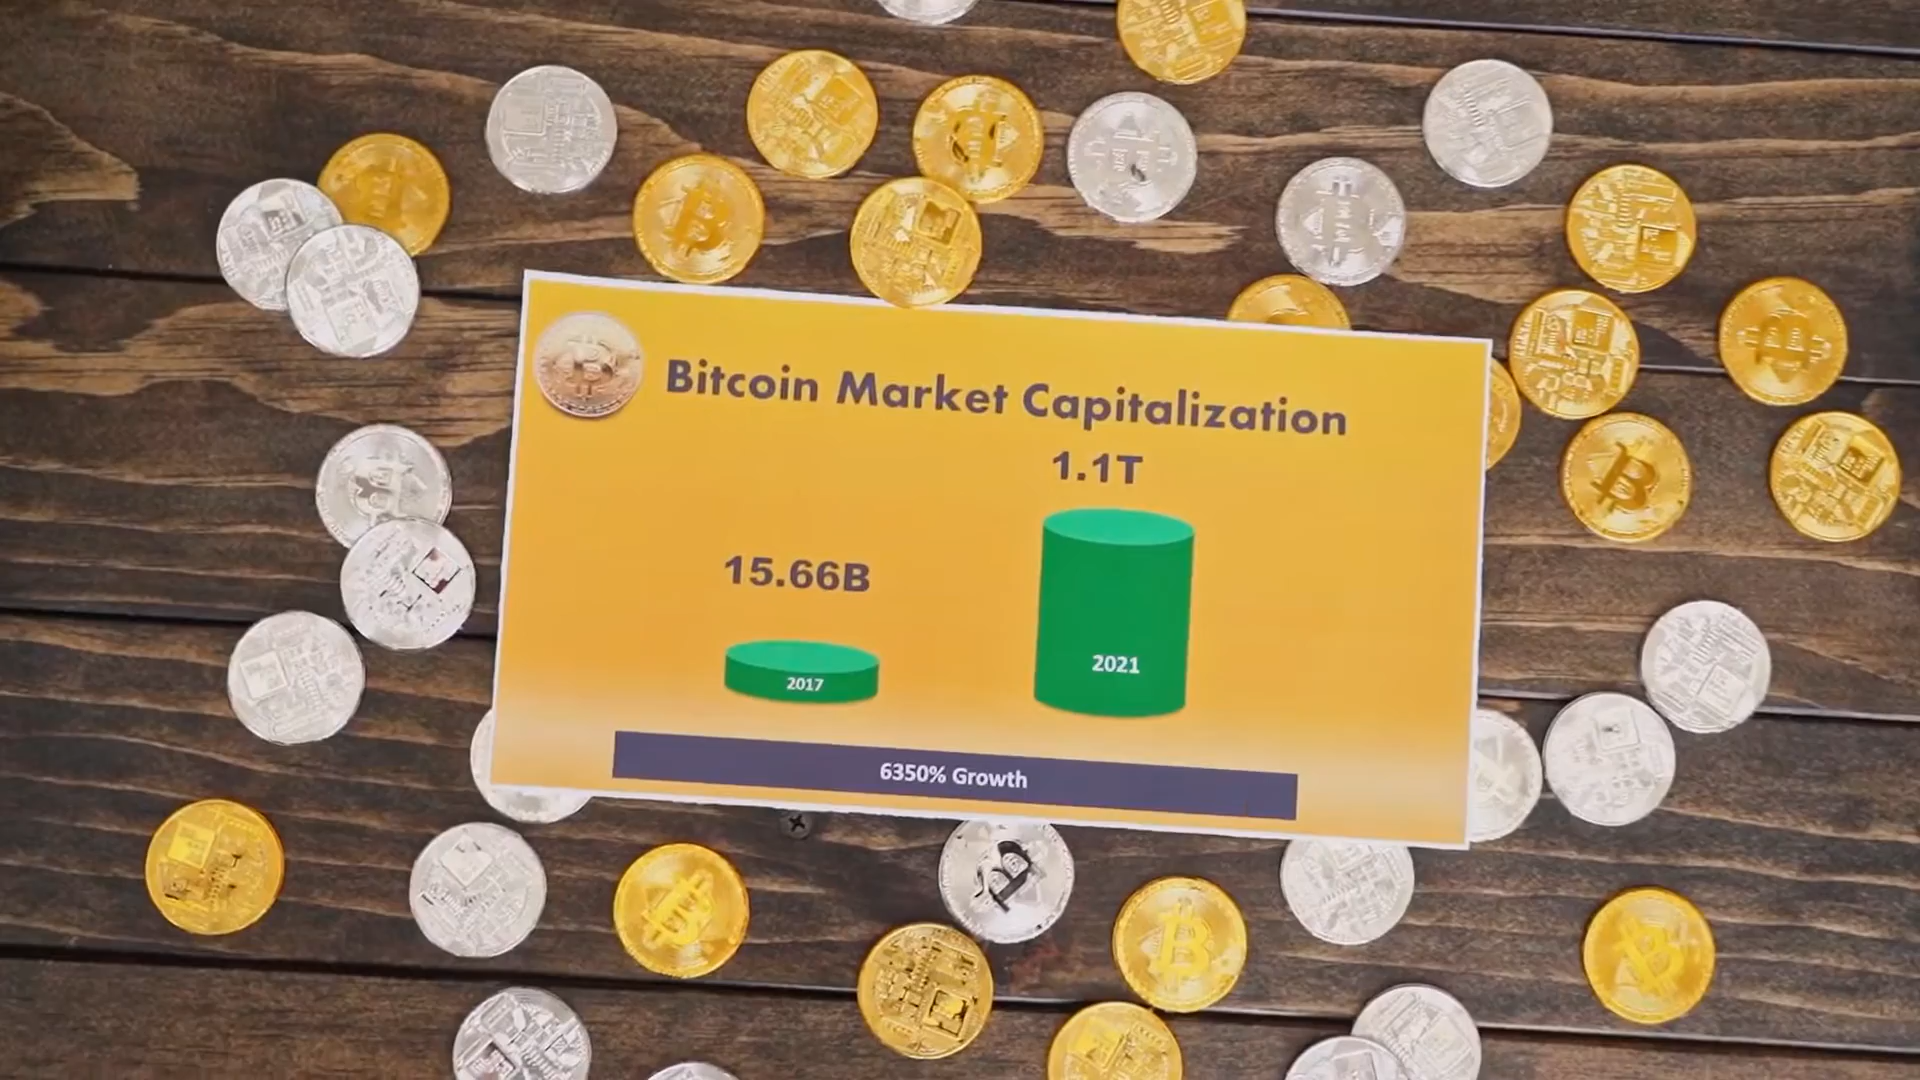 Bitcoin Market Capitalization
1.1T
15.66B
2021
2017
6350% Growth